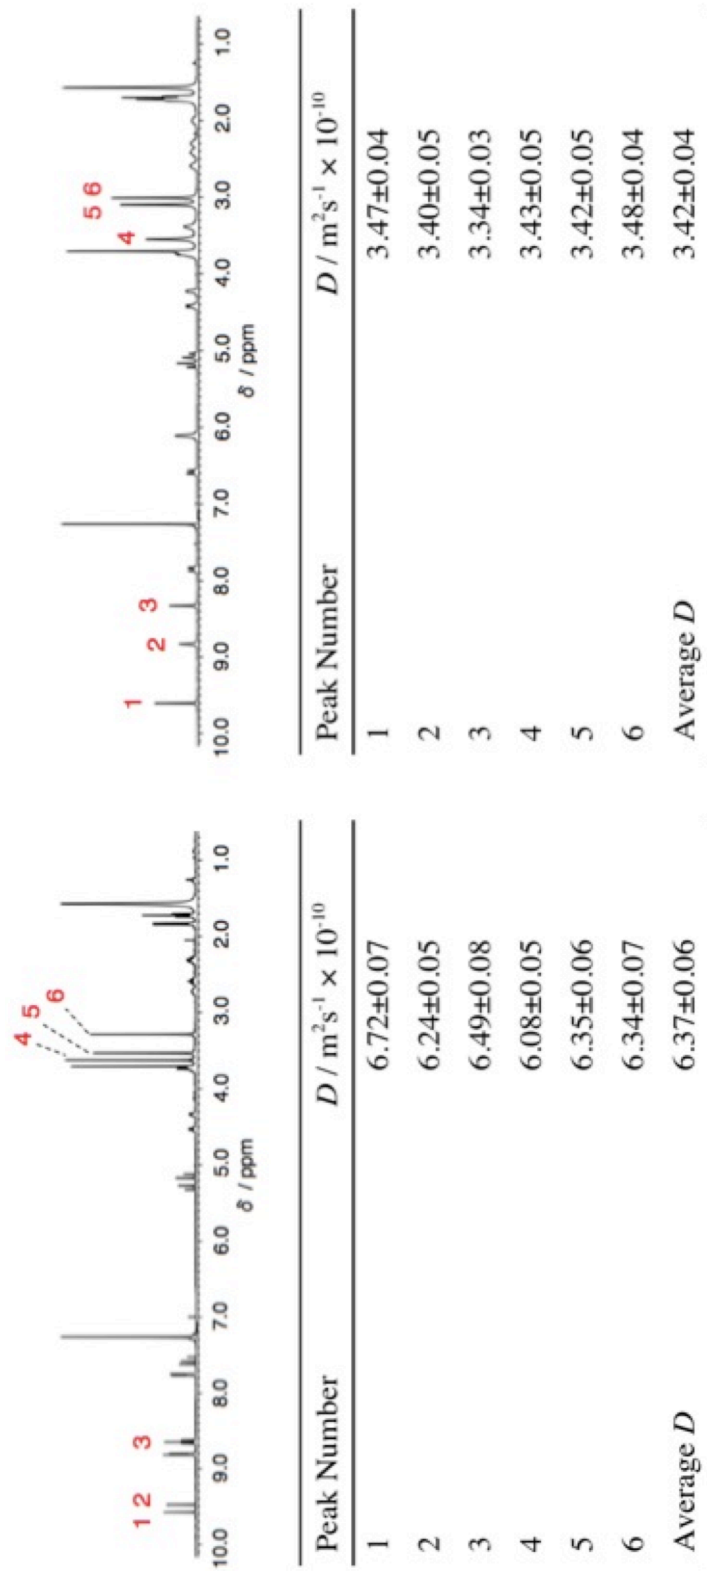 4
5
6
1 2 3
10.0 9.0 8.0 7.0 6.0 5.0 4.0 3.0 2.0 1.0
δ / ppm
Peak Number D / m²s⁻¹ × 10⁻¹⁰
1 6.72±0.07
2 6.24±0.05
3 6.49±0.08
4 6.08±0.05
5 6.35±0.06
6 6.34±0.07
Average D 6.37±0.06
5 6
4
1
2 3
10.0 9.0 8.0 7.0 6.0 5.0 4.0 3.0 2.0 1.0
δ / ppm
Peak Number D / m²s⁻¹ × 10⁻¹⁰
1 3.47±0.04
2 3.40±0.05
3 3.34±0.03
4 3.43±0.05
5 3.42±0.05
6 3.48±0.04
Average D 3.42±0.04